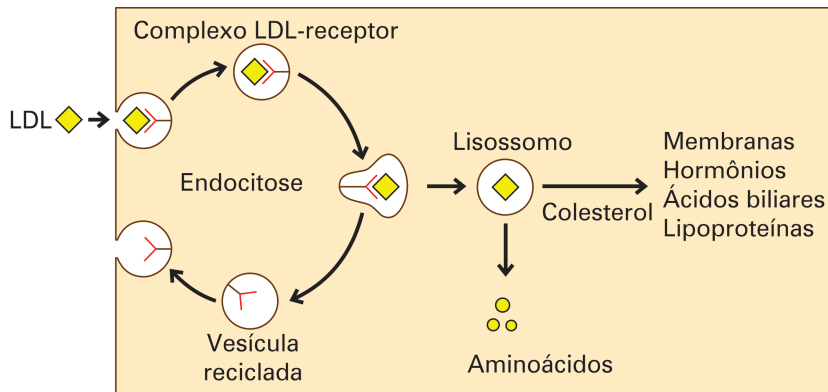 Complexo LDL-receptor
LDL
Endocitose
Lisossomo
Colesterol
Membranas
Hormônios
Ácidos biliares
Lipoproteínas
Vesícula
reciclada
Aminoácidos